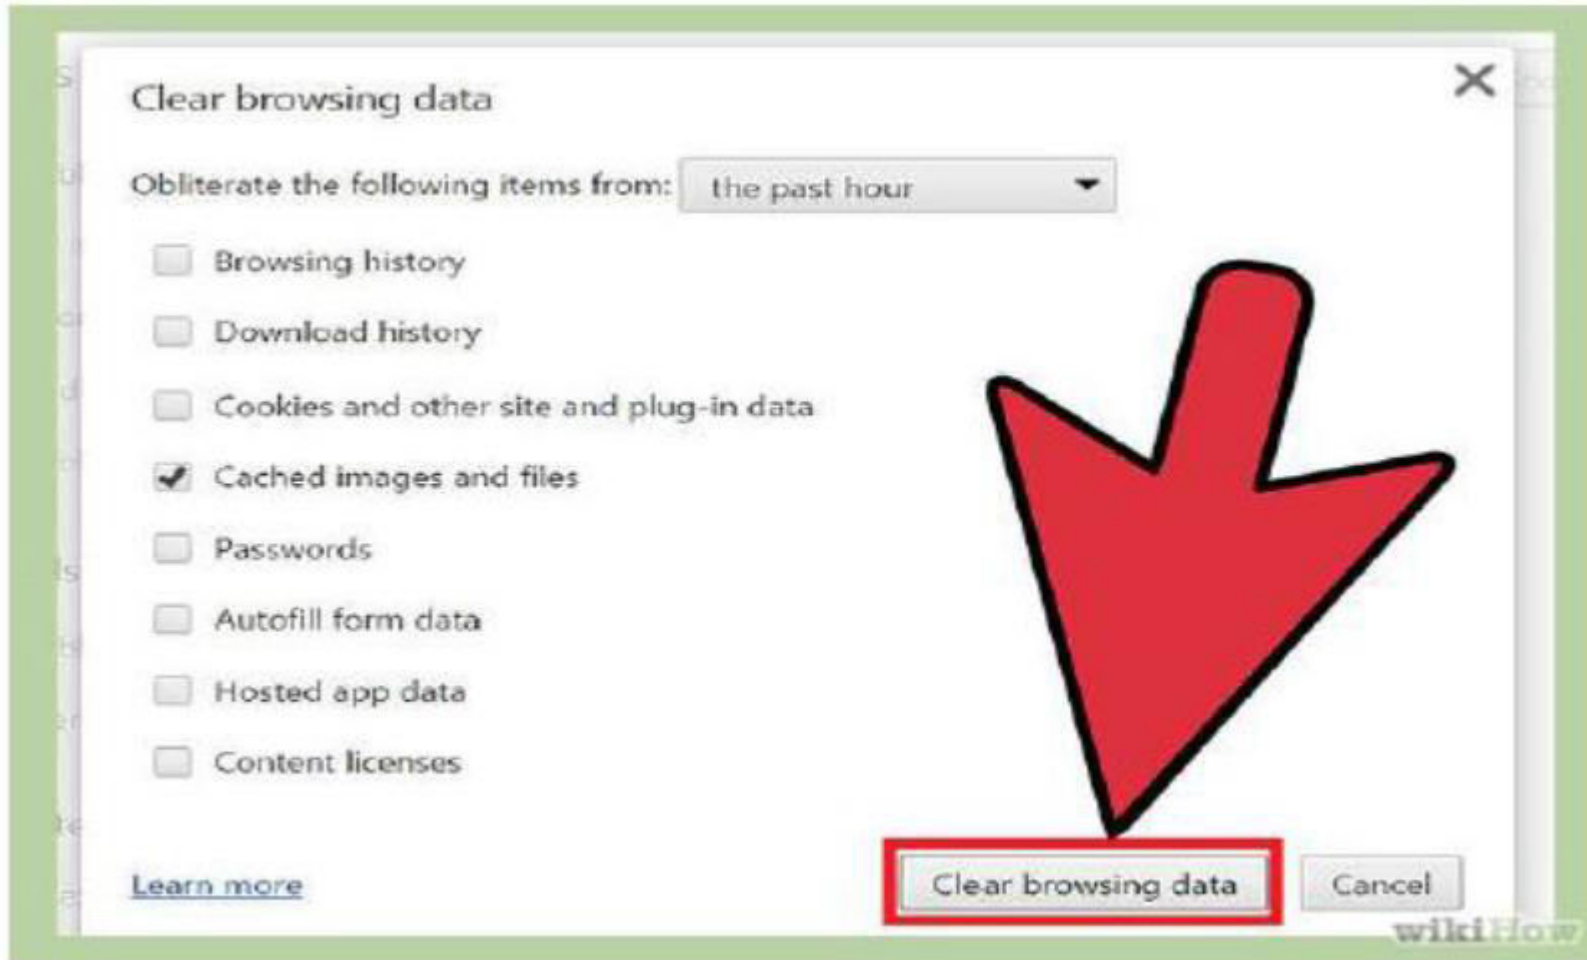 Clear browsing data
Obliterate the following items from: the past hour
Browsing history
Download history
Cookies and other site and plug-in data
Cached images and files
Passwords
Autofill form data
Hosted app data
Content licenses
Learn more
Clear browsing data
Cancel
wikiHow